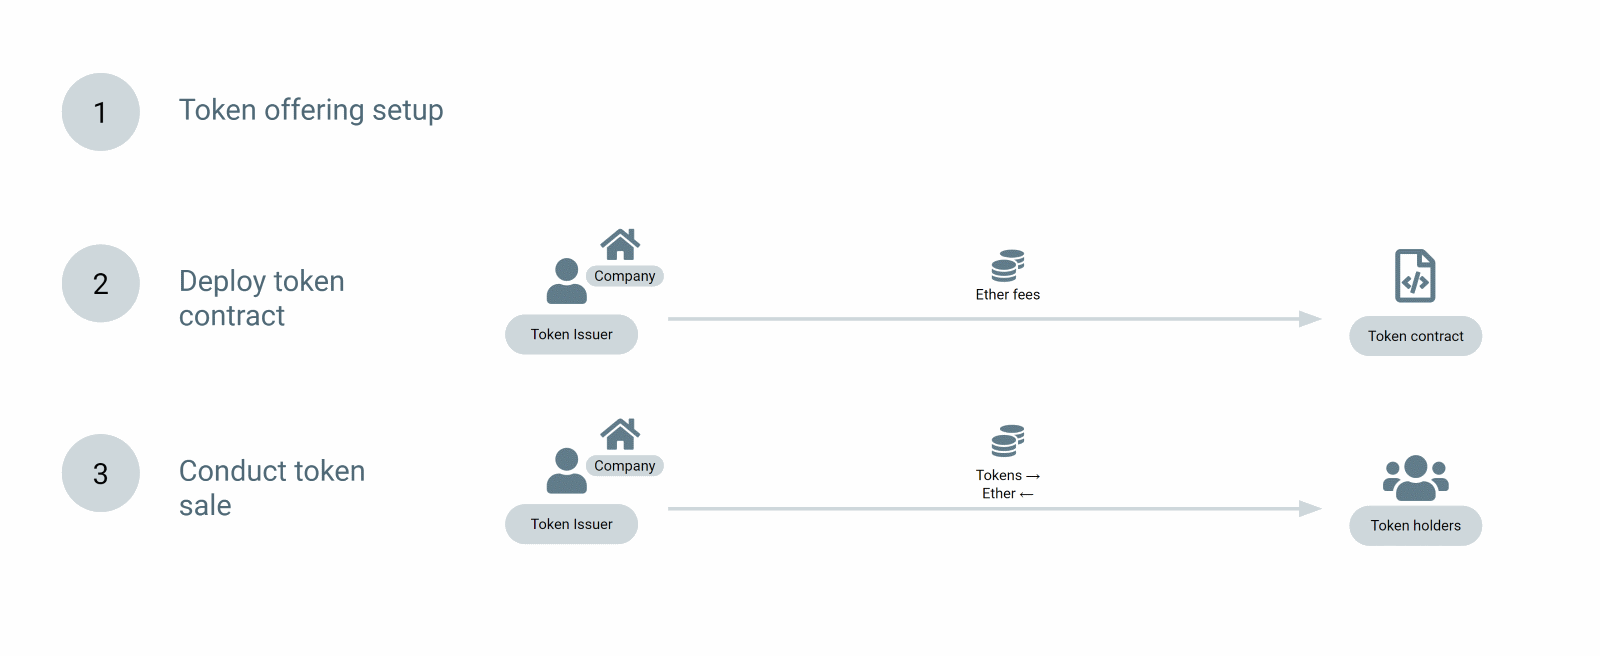 1
Token offering setup
2
Deploy token
contract
Company
Token Issuer
Ether fees
Token contract
3
Conduct token
sale
Company
Token Issuer
Tokens →
Ether ←
Token holders